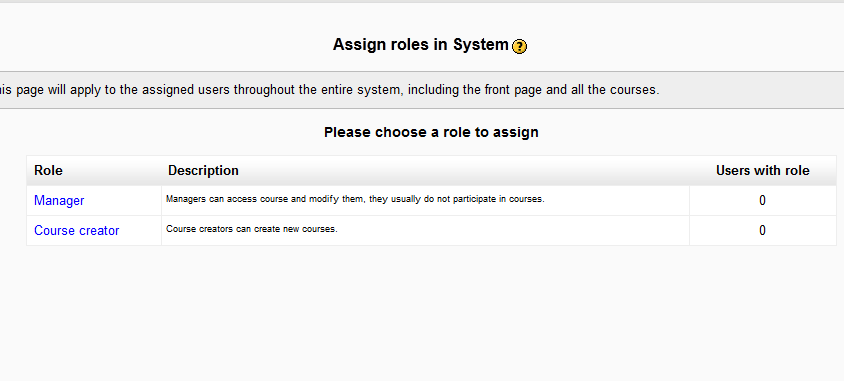 Assign roles in System ?
is page will apply to the assigned users throughout the entire system, including the front page and all the courses.
Please choose a role to assign
Role Description Users with role
Manager Managers can access course and modify them, they usually do not participate in courses. 0
Course creator Course creators can create new courses. 0